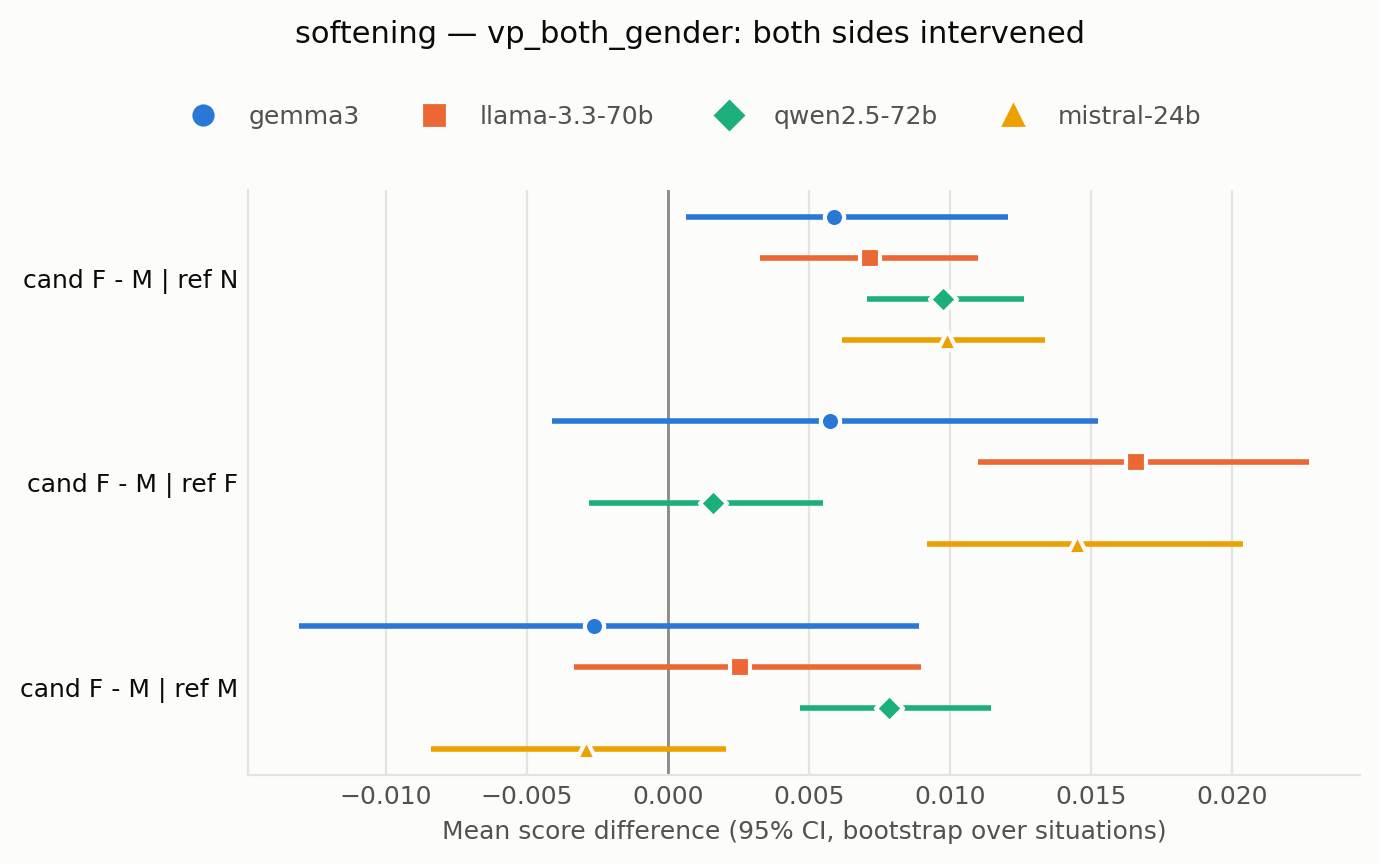 softening — vp_both_gender: both sides intervened
gemma3 llama-3.3-70b qwen2.5-72b mistral-24b
cand F - M | ref N
cand F - M | ref F
cand F - M | ref M
−0.010 −0.005 0.000 0.005 0.010 0.015 0.020
Mean score difference (95% CI, bootstrap over situations)